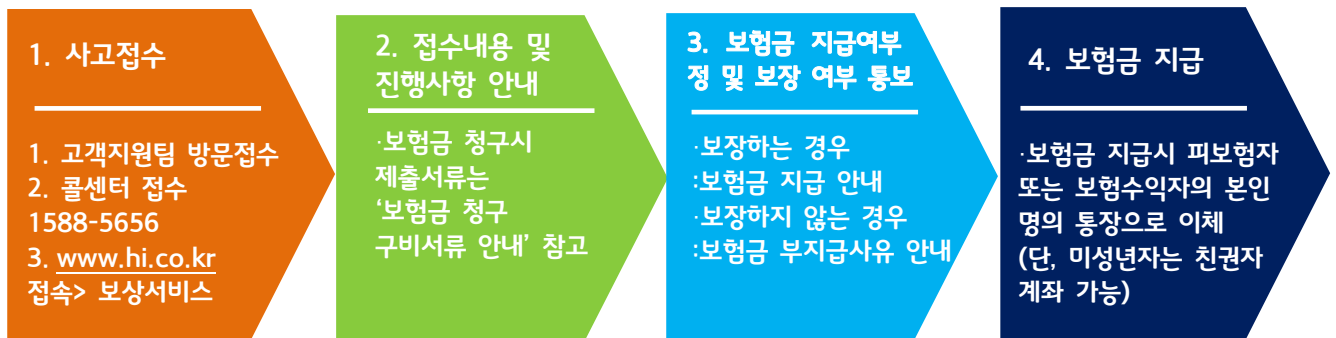 1. 사고접수
1. 고객지원팀 방문접수
2. 콜센터 접수
1588-5656
3. www.hi.co.kr
접속> 보상서비스
2. 접수내용 및
진행사항 안내
·보험금 청구시
제출서류는
‘보험금 청구
구비서류 안내’ 참고
3. 보험금 지급여부
정 및 보장 여부 통보
·보장하는 경우
:보험금 지급 안내
·보장하지 않는 경우
:보험금 부지급사유 안내
4. 보험금 지급
·보험금 지급시 피보험자
또는 보험수익자의 본인
명의 통장으로 이체
(단, 미성년자는 친권자
계좌 가능)